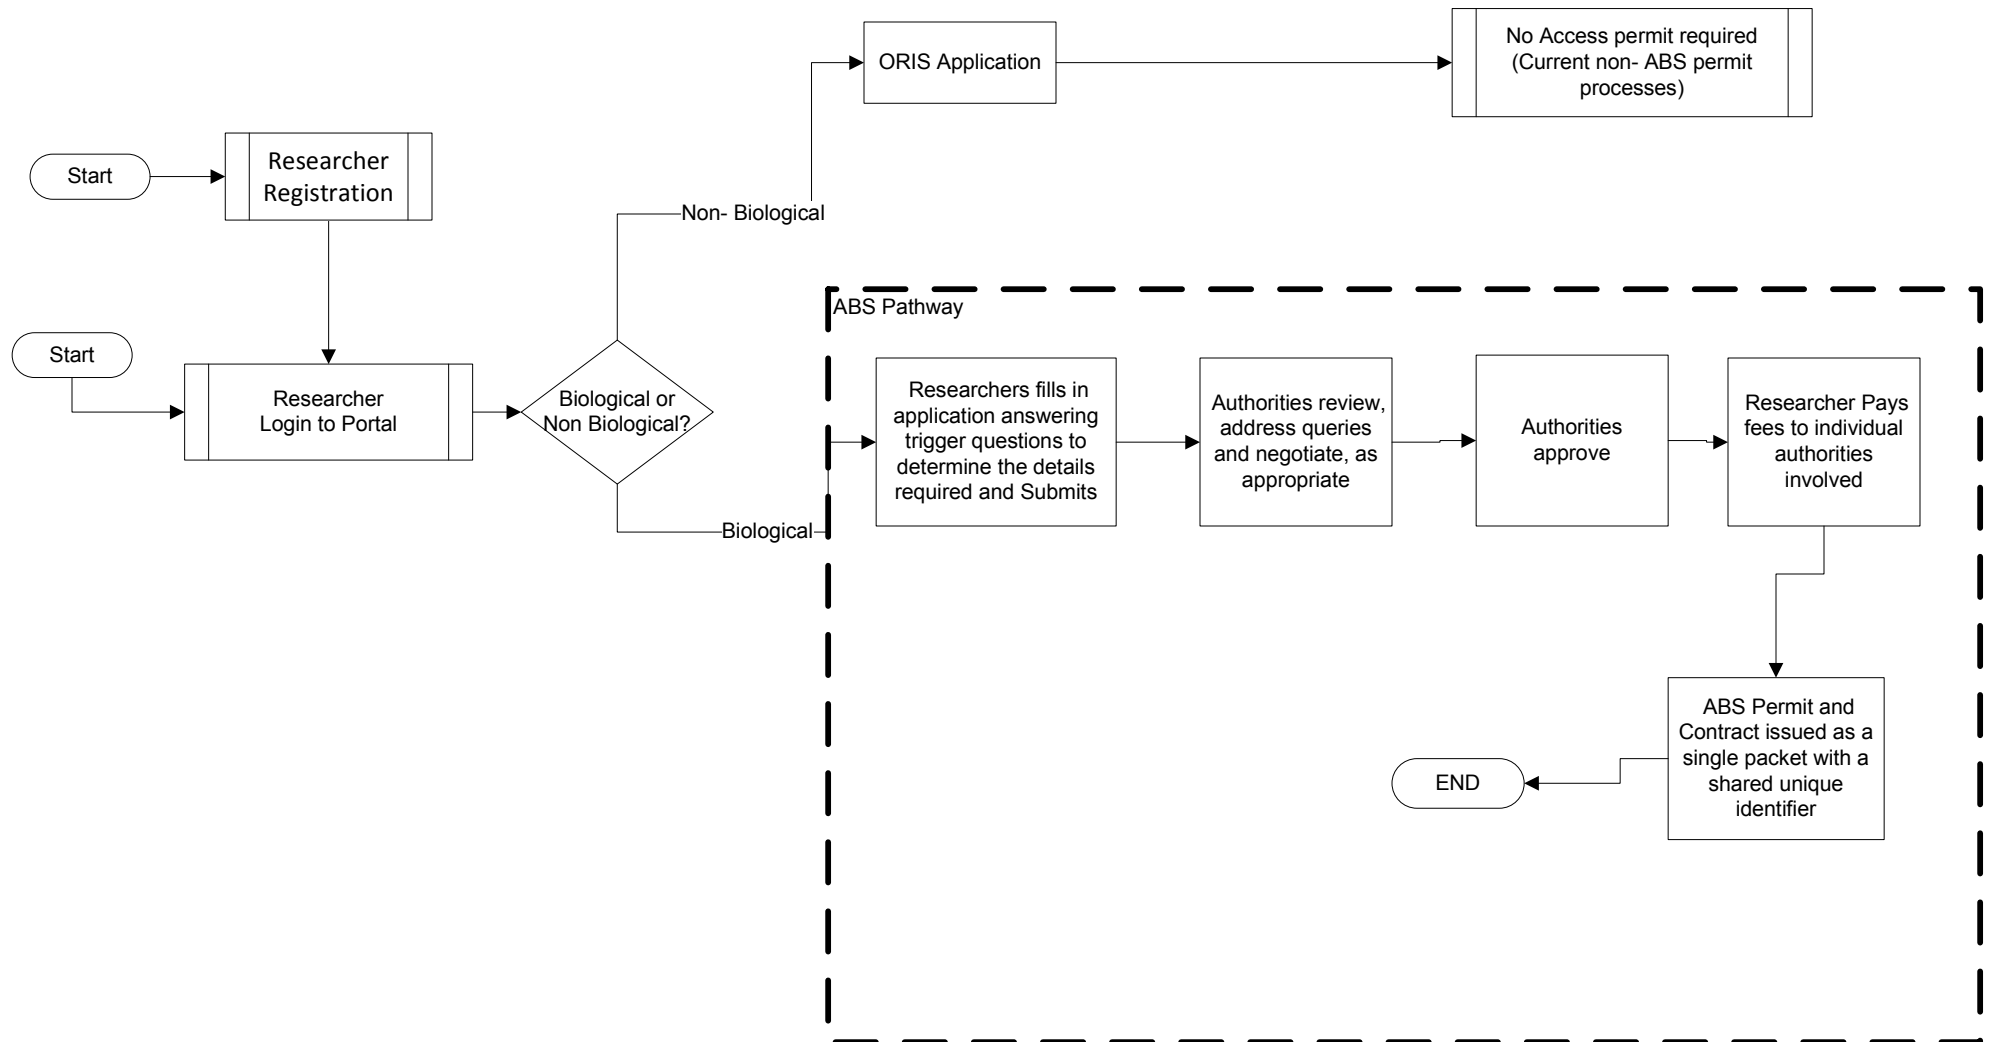 ORIS Application
No Access permit required
(Current non- ABS permit
processes)
Start
Researcher
Registration
Non- Biological
Start
Researcher
Login to Portal
Biological or
Non Biological?
Biological
ABS Pathway
Researchers fills in
application answering
trigger questions to
determine the details
required and Submits
Authorities review,
address queries
and negotiate, as
appropriate
Authorities
approve
Researcher Pays
fees to individual
authorities
involved
ABS Permit and
Contract issued as a
single packet with a
shared unique
identifier
END